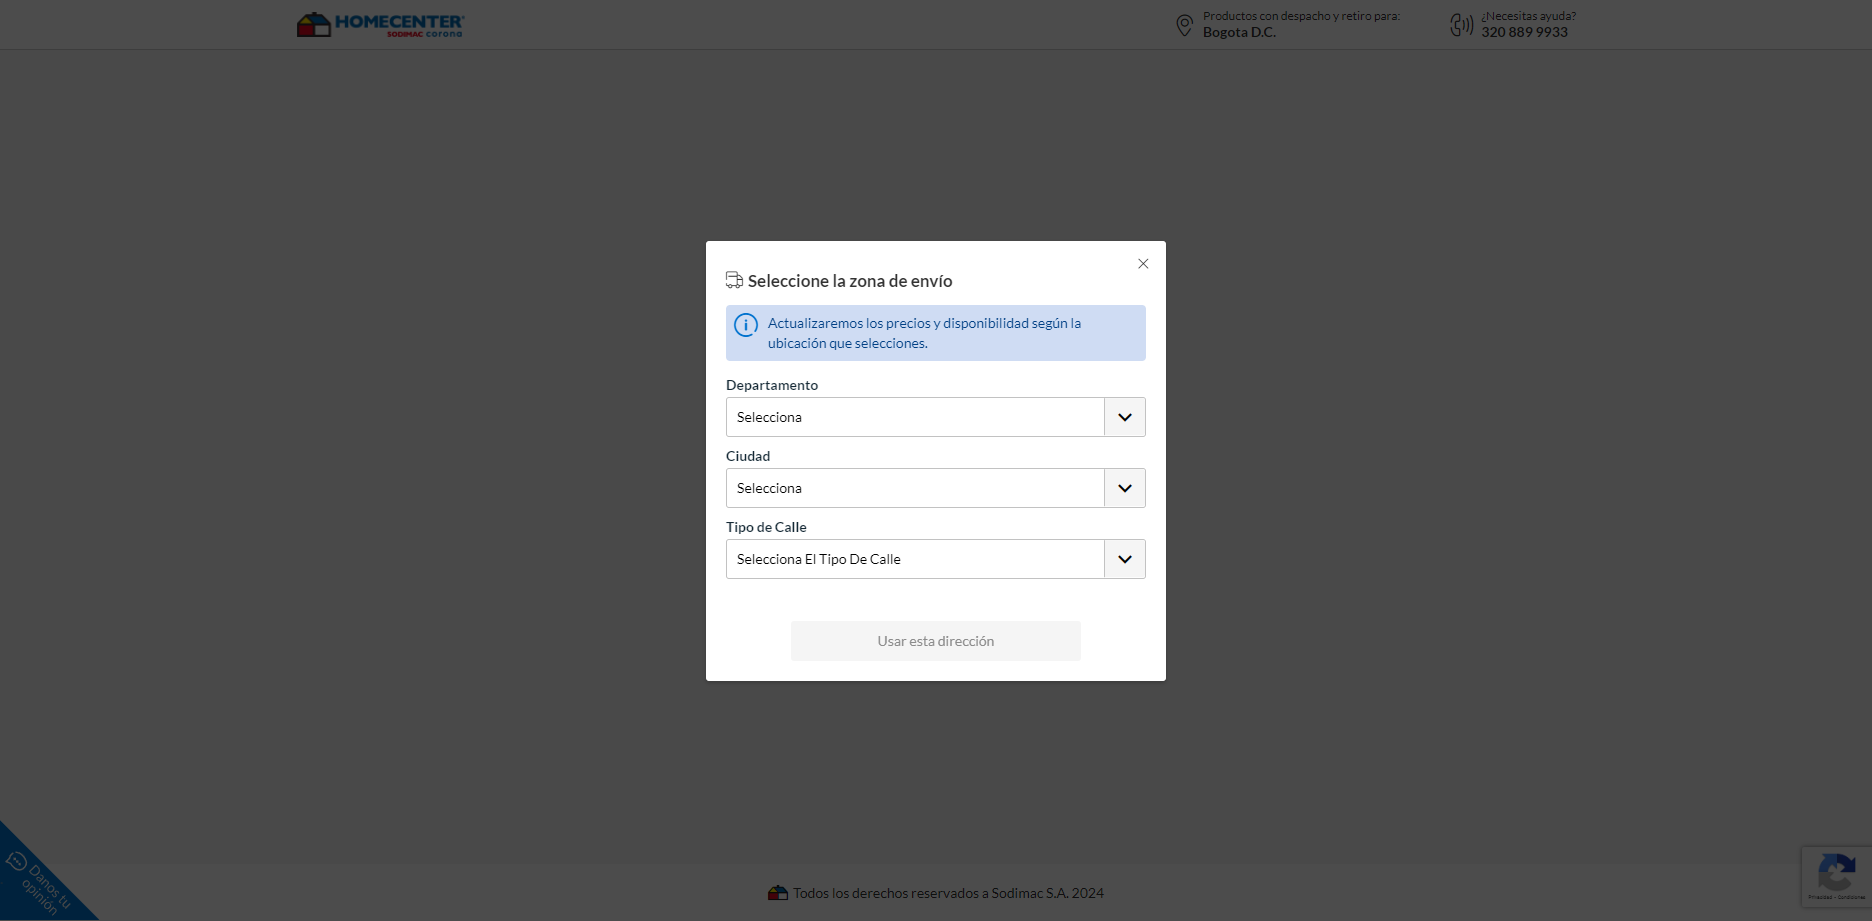 HOMECENTER
SODIMAC corona
Productos con despacho y retiro para:
Bogota D.C.
¿Necesitas ayuda?
320 889 9933
Seleccione la zona de envío
Actualizaremos los precios y disponibilidad según la
ubicación que selecciones.
Departamento
Selecciona
Ciudad
Selecciona
Tipo de Calle
Selecciona El Tipo De Calle
Usar esta dirección
Danos tu
opinión
Todos los derechos reservados a Sodimac S.A. 2024
Privacidad - Condiciones